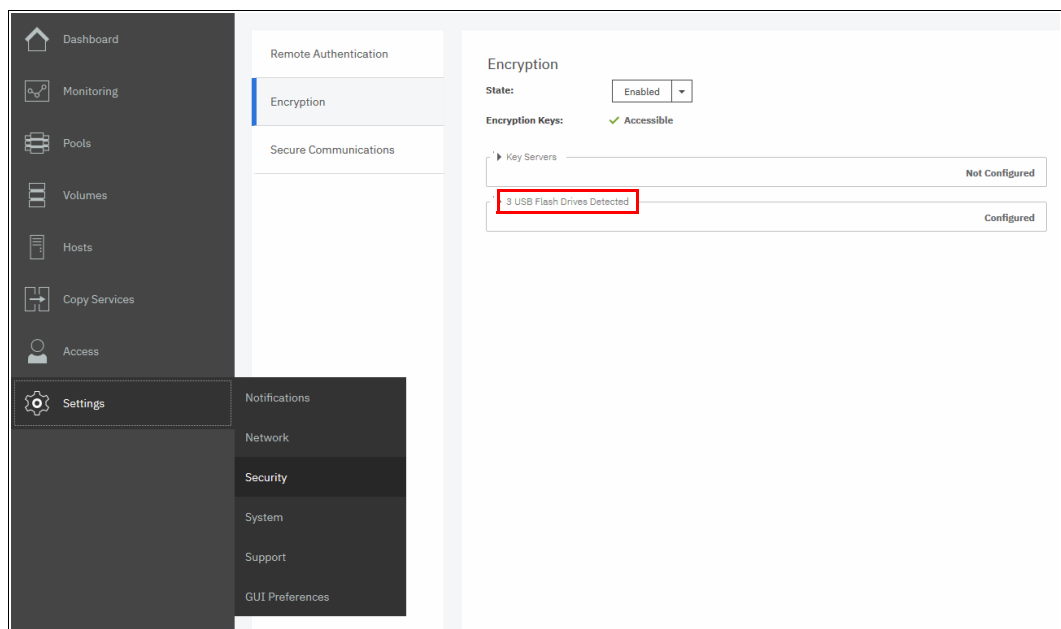 Dashboard
Monitoring
Pools
Volumes
Hosts
Copy Services
Access
Settings
Notifications
Network
Security
System
Support
GUI Preferences
Remote Authentication
Encryption
Secure Communications
Encryption
State: Enabled
Encryption Keys: Accessible
Key Servers
Not Configured
3 USB Flash Drives Detected
Configured